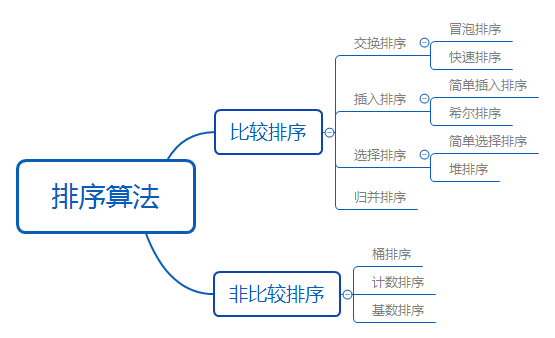 排序算法
比较排序
交换排序
冒泡排序
快速排序
插入排序
简单插入排序
希尔排序
选择排序
简单选择排序
堆排序
归并排序
非比较排序
桶排序
计数排序
基数排序